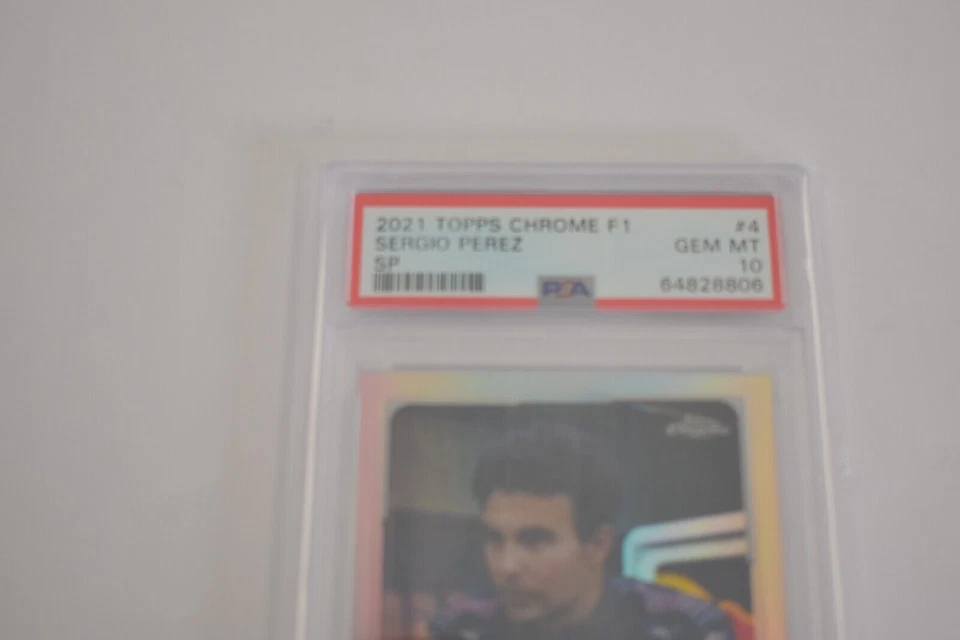 2021 TOPPS CHROME F1 #4
SERGIO PEREZ GEM MT
SP 10
PSA 64828806